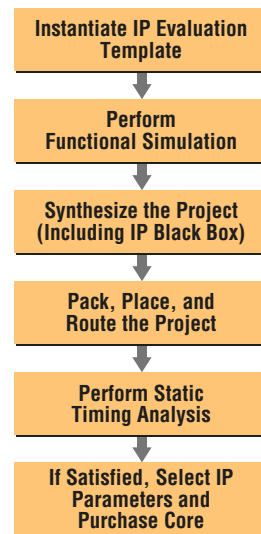 Instantiate IP Evaluation
Template
Perform
Functional Simulation
Synthesize the Project
(Including IP Black Box)
Pack, Place, and
Route the Project
Perform Static
Timing Analysis
If Satisfied, Select IP
Parameters and
Purchase Core